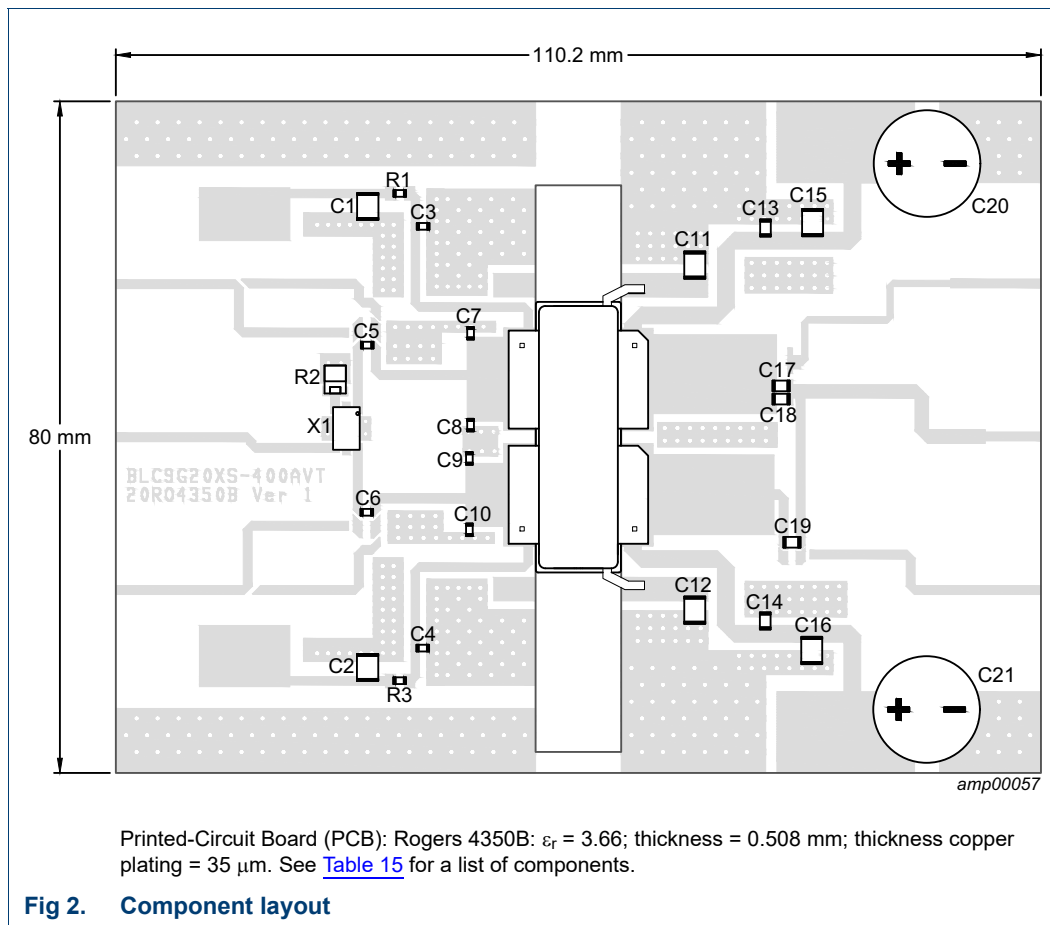 110.2 mm
80 mm
R1
C1
C3
C13
C15
C20
C11
C7
C5
R2
C17
C18
X1
C8
C9
BLC9G20XS-400AVT
20RO4350B Ver 1
C6
C10
C19
C12
C14
C4
C16
C2
R3
C21
+ −
+ −
amp00057
Printed-Circuit Board (PCB): Rogers 4350B: εr = 3.66; thickness = 0.508 mm; thickness copper
plating = 35 μm. See Table 15 for a list of components.
Fig 2. Component layout